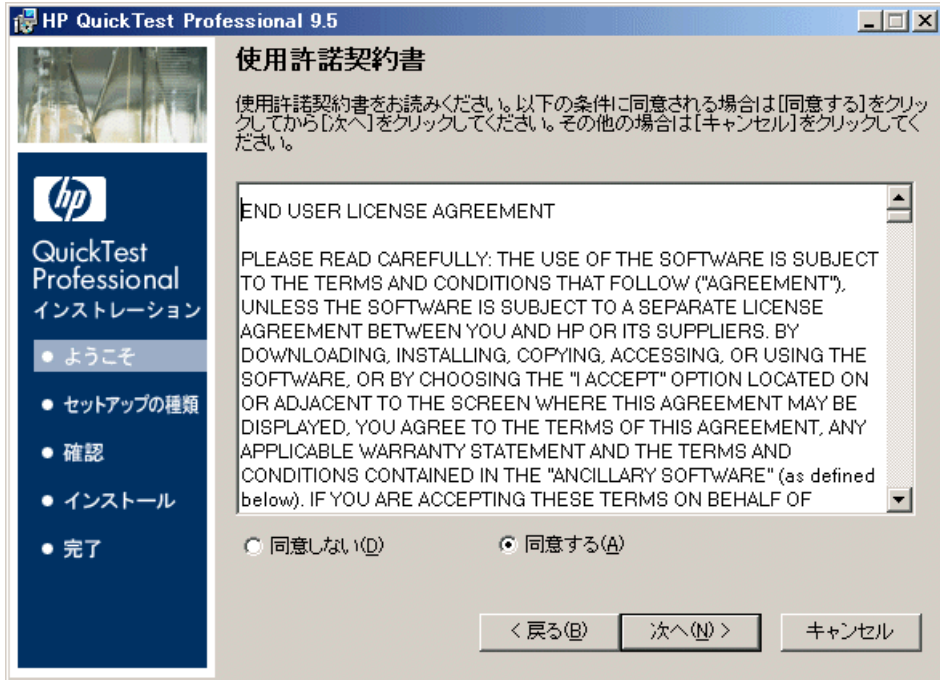 HP QuickTest Professional 9.5
使用許諾契約書
使用許諾契約書をお読みください。以下の条件に同意される場合は[同意する]をクリッ
クしてから[次へ]をクリックしてください。その他の場合は[キャンセル]をクリックしてく
ださい。
hp
QuickTest
Professional
インストレーション
ようこそ
セットアップの種類
確認
インストール
完了
END USER LICENSE AGREEMENT
PLEASE READ CAREFULLY: THE USE OF THE SOFTWARE IS SUBJECT
TO THE TERMS AND CONDITIONS THAT FOLLOW ("AGREEMENT"),
UNLESS THE SOFTWARE IS SUBJECT TO A SEPARATE LICENSE
AGREEMENT BETWEEN YOU AND HP OR ITS SUPPLIERS. BY
DOWNLOADING, INSTALLING, COPYING, ACCESSING, OR USING THE
SOFTWARE, OR BY CHOOSING THE "I ACCEPT" OPTION LOCATED ON
OR ADJACENT TO THE SCREEN WHERE THIS AGREEMENT MAY BE
DISPLAYED, YOU AGREE TO THE TERMS OF THIS AGREEMENT, ANY
APPLICABLE WARRANTY STATEMENT AND THE TERMS AND
CONDITIONS CONTAINED IN THE "ANCILLARY SOFTWARE" (as defined
below). IF YOU ARE ACCEPTING THESE TERMS ON BEHALF OF
同意しない(D)
同意する(A)
< 戻る(B)
次へ(N) >
キャンセル